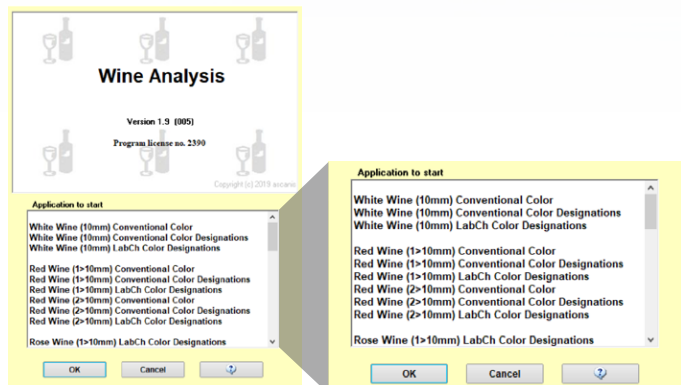 Wine Analysis
Version 1.9 (005)
Program license no. 2390
Copyright (c) 2019 accanis
Application to start
White Wine (10mm) Conventional Color
White Wine (10mm) Conventional Color Designations
White Wine (10mm) LabCh Color Designations
Red Wine (1>10mm) Conventional Color
Red Wine (1>10mm) Conventional Color Designations
Red Wine (1>10mm) LabCh Color Designations
Red Wine (2>10mm) Conventional Color
Red Wine (2>10mm) Conventional Color Designations
Red Wine (2>10mm) LabCh Color Designations
Rose Wine (1>10mm) LabCh Color Designations
OK Cancel ?
Application to start
White Wine (10mm) Conventional Color
White Wine (10mm) Conventional Color Designations
White Wine (10mm) LabCh Color Designations
Red Wine (1>10mm) Conventional Color
Red Wine (1>10mm) Conventional Color Designations
Red Wine (1>10mm) LabCh Color Designations
Red Wine (2>10mm) Conventional Color
Red Wine (2>10mm) Conventional Color Designations
Red Wine (2>10mm) LabCh Color Designations
Rose Wine (1>10mm) LabCh Color Designations
OK Cancel ?